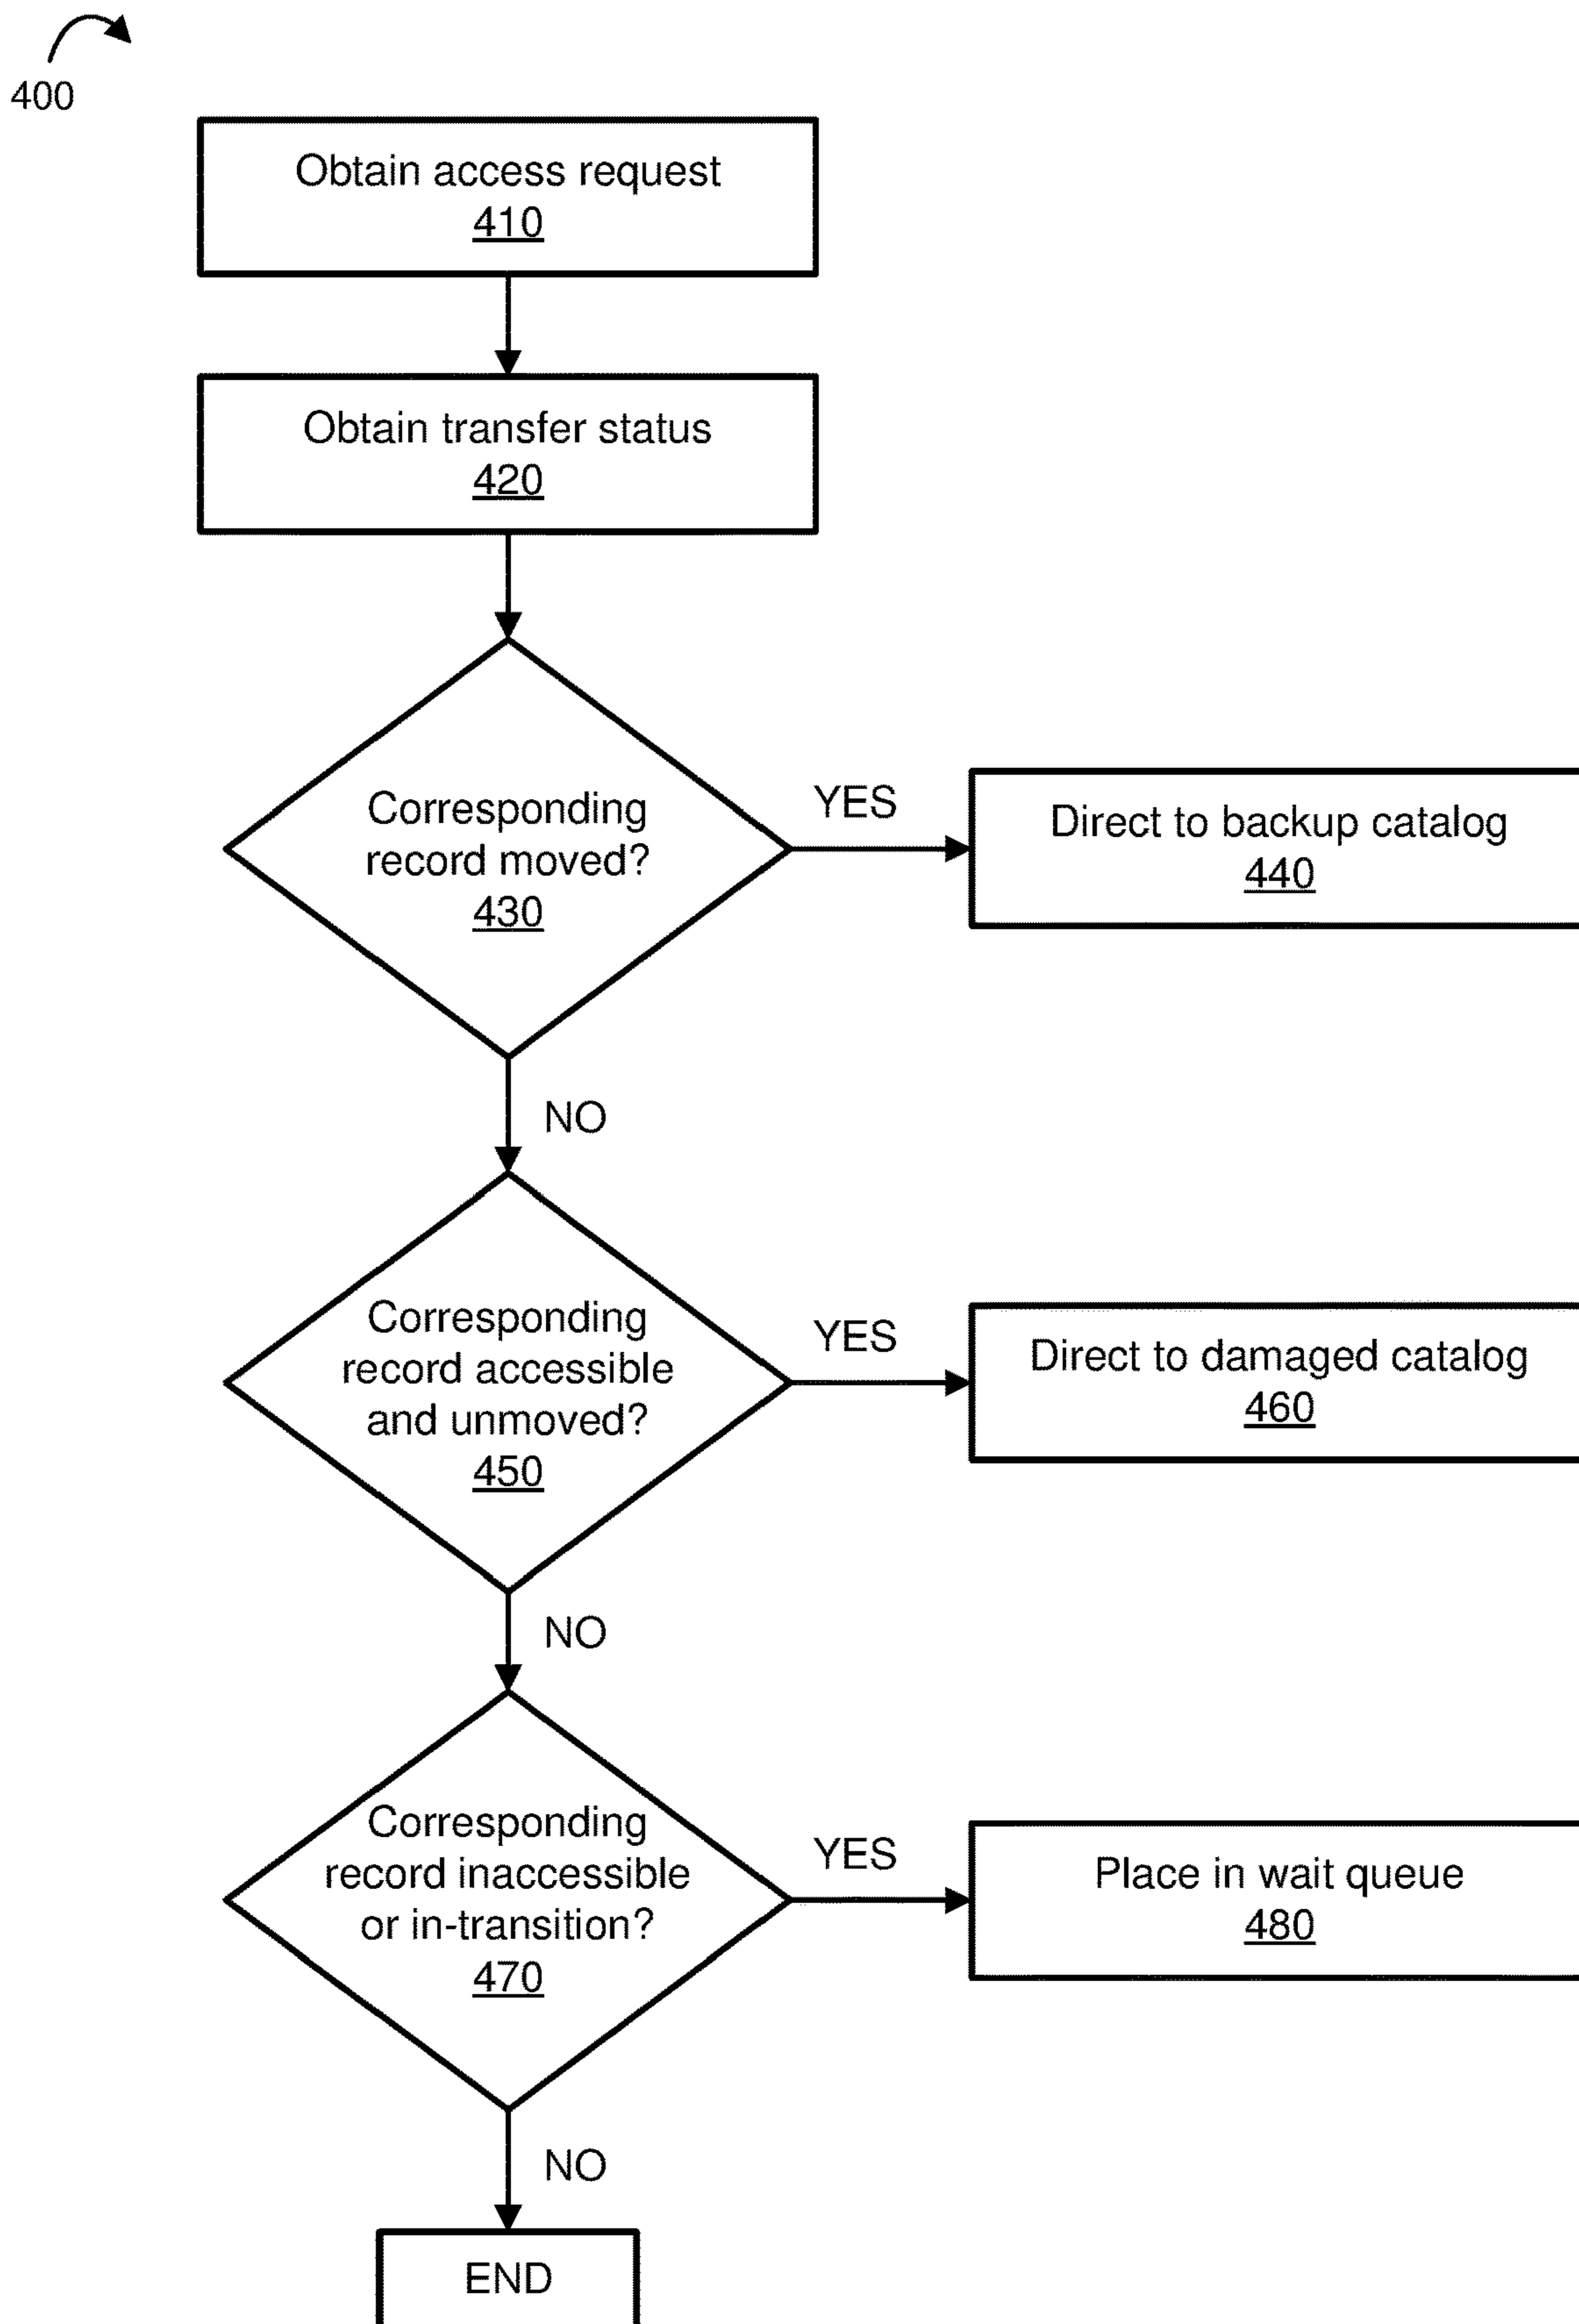 400
Obtain access request
410
Obtain transfer status
420
Corresponding
record moved?
430
YES
Direct to backup catalog
440
NO
Corresponding
record accessible
and unmoved?
450
YES
Direct to damaged catalog
460
NO
Corresponding
record inaccessible
or in-transition?
470
YES
Place in wait queue
480
NO
END